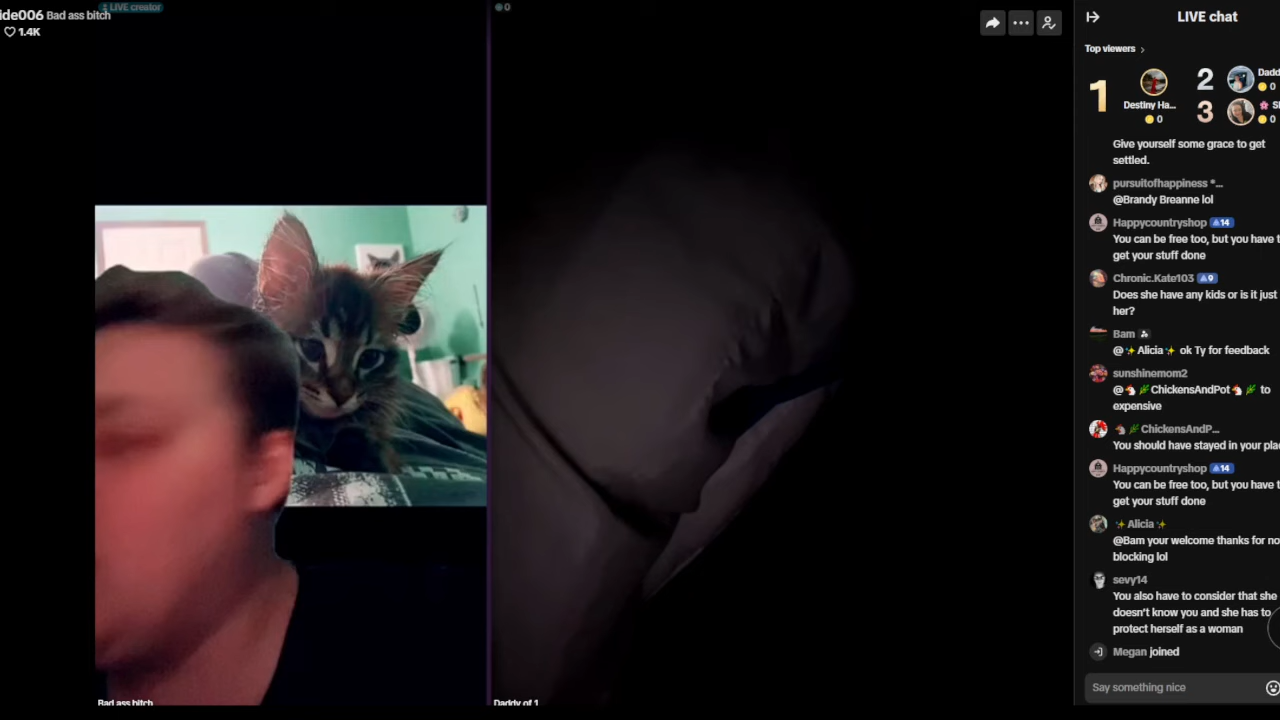 ide006 Bad ass bitch
LIVE creator
1.4K
0
LIVE chat
Top viewers
1
Destiny Ha...
0
2
Dadd
0
3
0
Give yourself some grace to get
settled.
pursuitofhappiness *...
@Brandy Breanne lol
Happycountryshop 14
You can be free too, but you have t
get your stuff done
Chronic.Kate103 9
Does she have any kids or is it just
her?
Bam
@✨Alicia✨ ok Ty for feedback
sunshinemom2
@🐔🌿ChickensAndPot🐔🌿 to
expensive
🐔🌿ChickensAndP...
You should have stayed in your pla
Happycountryshop 14
You can be free too, but you have t
get your stuff done
✨Alicia✨
@Bam your welcome thanks for no
blocking lol
sevy14
You also have to consider that she
doesn't know you and she has to
protect herself as a woman
Megan joined
Say something nice
Bad ass bitch
Daddy of 1